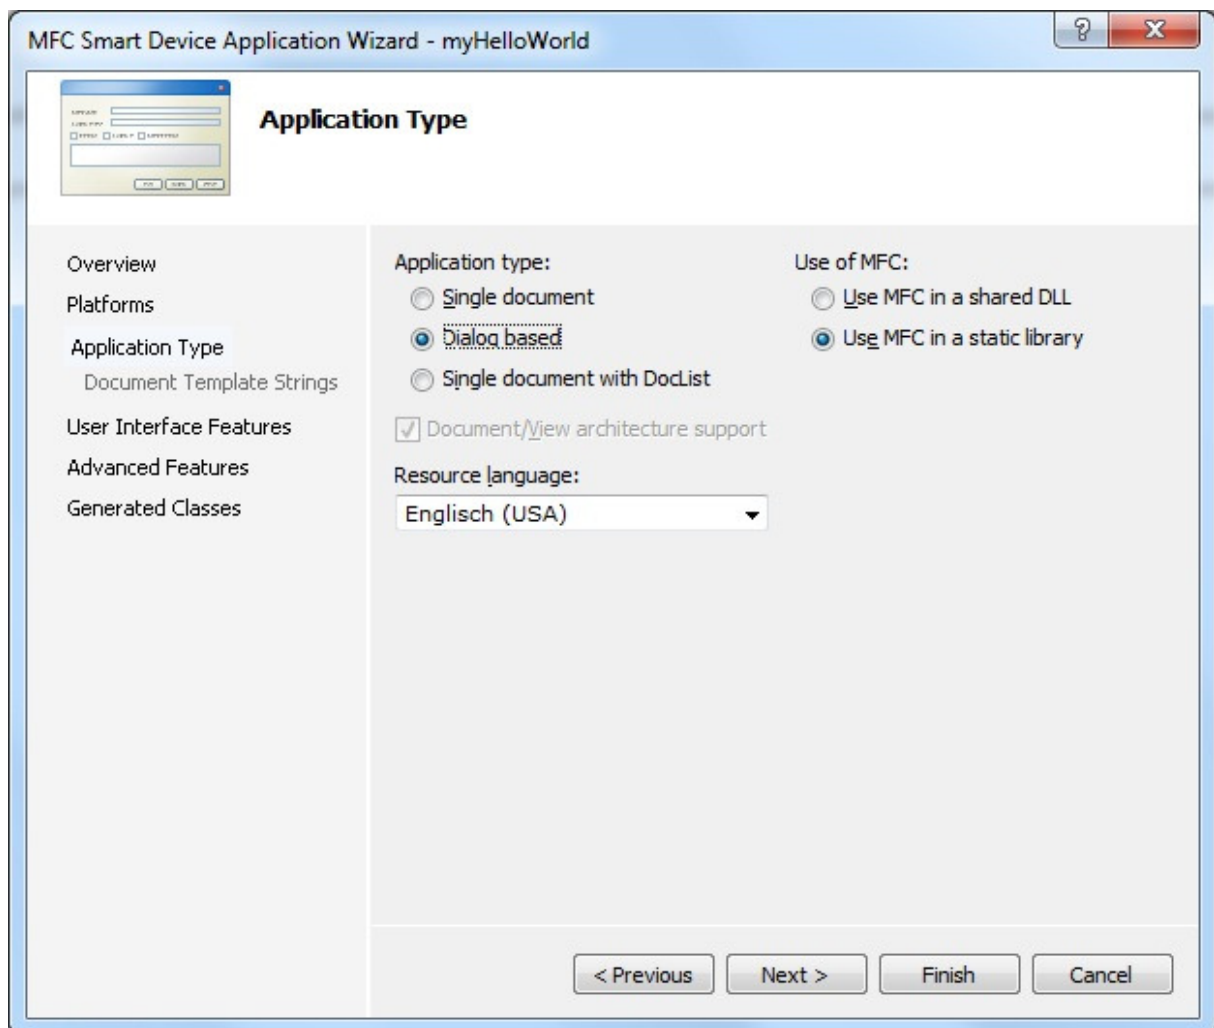 MFC Smart Device Application Wizard - myHelloWorld
?
X
Application Type
Overview
Platforms
Application Type
Document Template Strings
User Interface Features
Advanced Features
Generated Classes
Application type:
Single document
Dialog based
Single document with DocList
Document/View architecture support
Resource language:
Englisch (USA)
Use of MFC:
Use MFC in a shared DLL
Use MFC in a static library
< Previous
Next >
Finish
Cancel